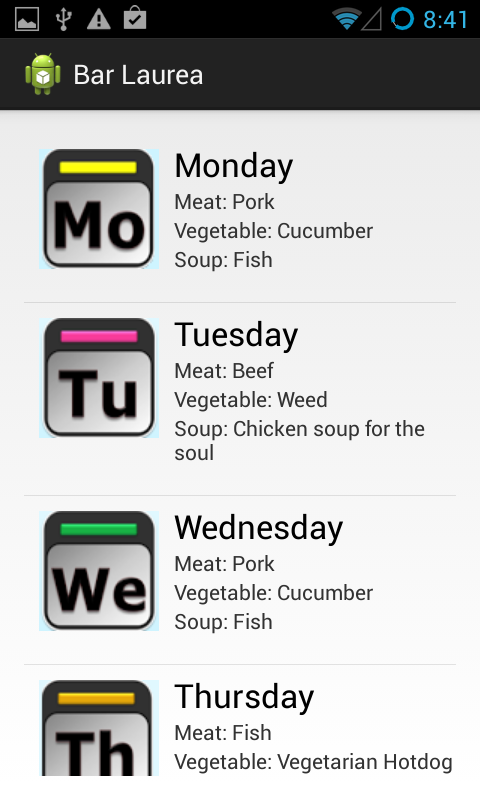 8:41
Bar Laurea
Mo
Monday
Meat: Pork
Vegetable: Cucumber
Soup: Fish
Tu
Tuesday
Meat: Beef
Vegetable: Weed
Soup: Chicken soup for the
soul
We
Wednesday
Meat: Pork
Vegetable: Cucumber
Soup: Fish
Th
Thursday
Meat: Fish
Vegetable: Vegetarian Hotdog